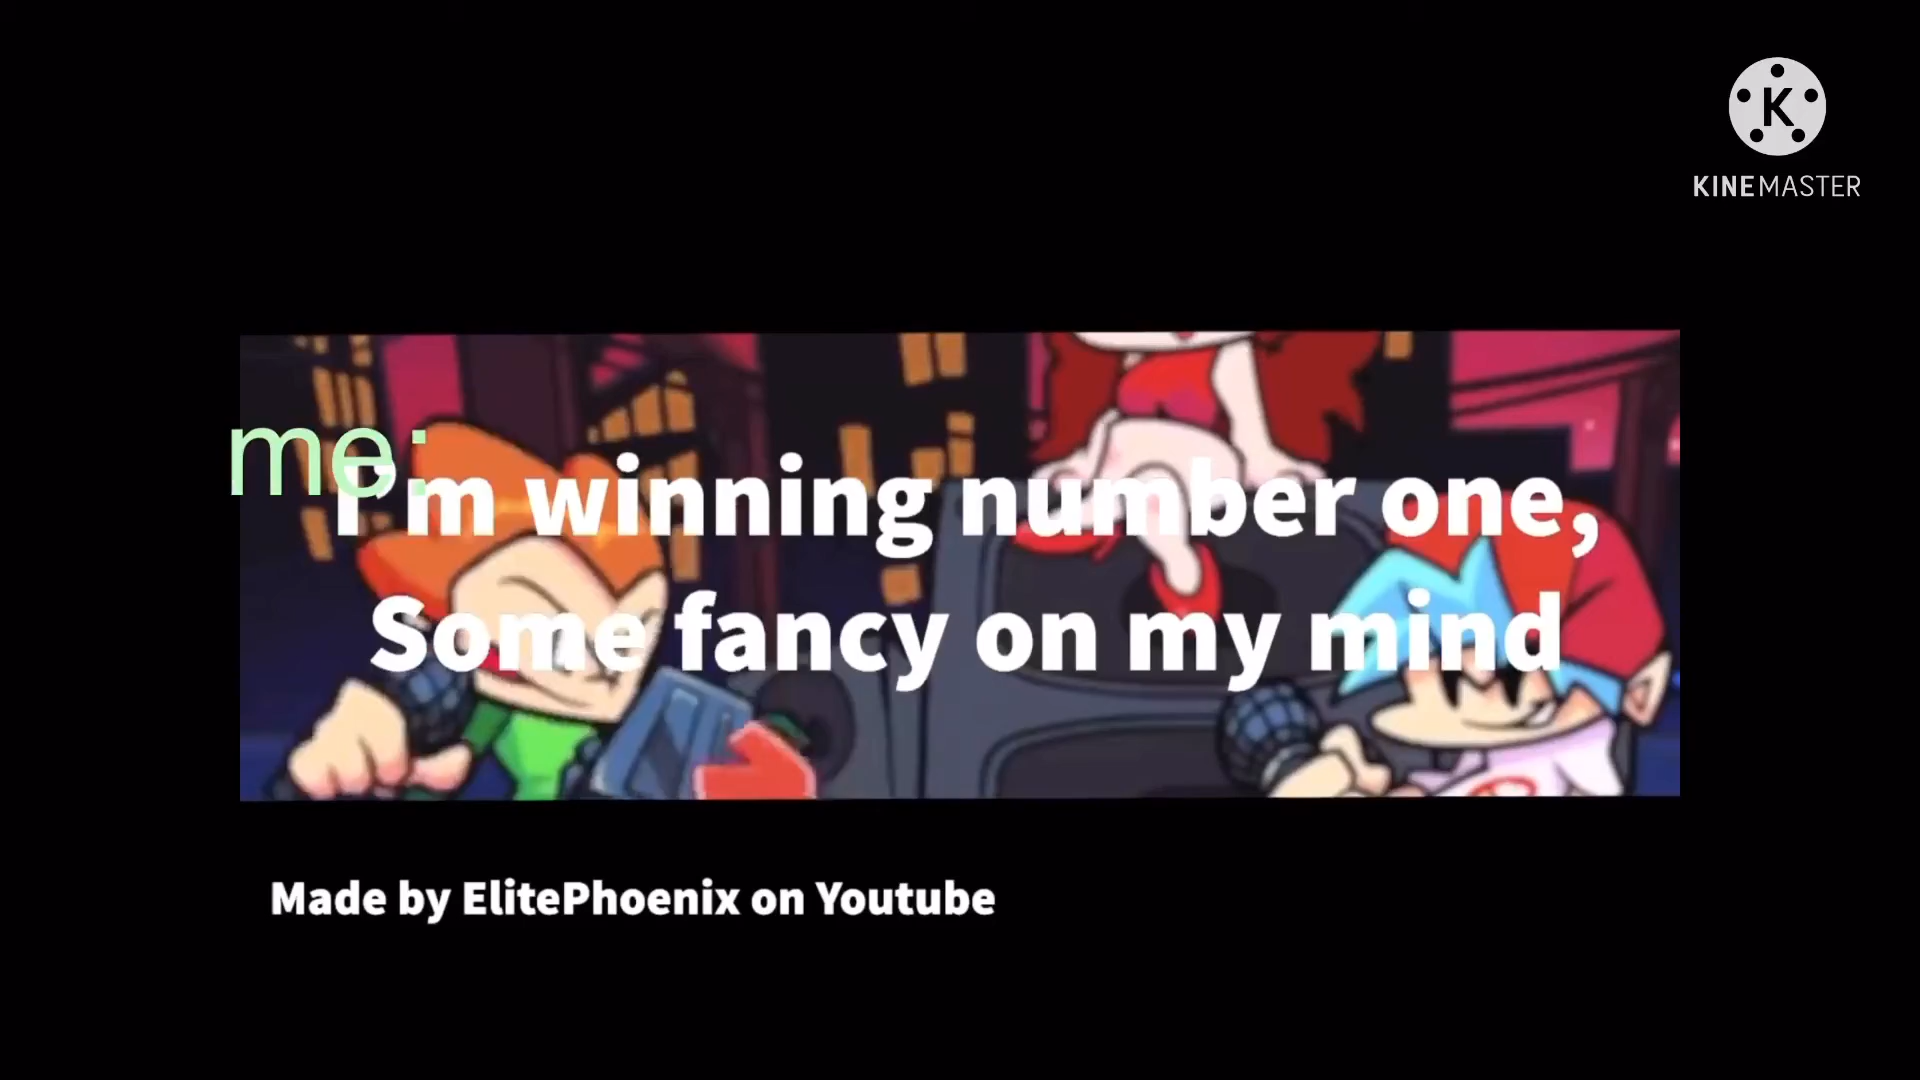 K
KINEMASTER
me:
I'm winning number one,
Some fancy on my mind
Made by ElitePhoenix on Youtube